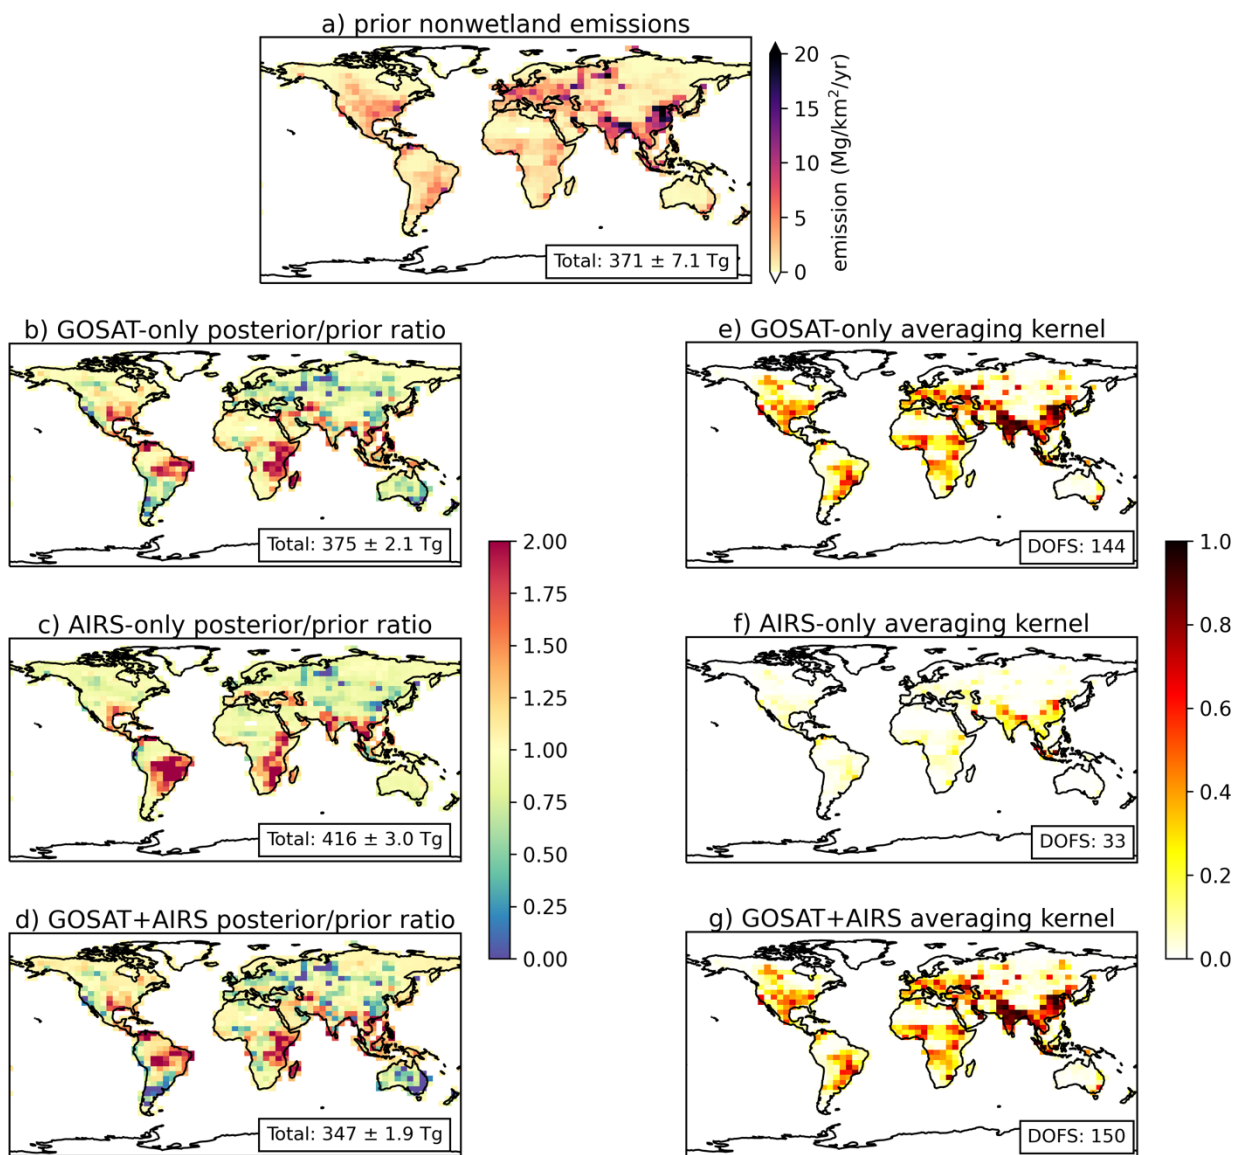 a) prior nonwetland emissions
20
15
10
5
0
emission (Mg/km²/yr)
Total: 371 ± 7.1 Tg
b) GOSAT-only posterior/prior ratio
Total: 375 ± 2.1 Tg
e) GOSAT-only averaging kernel
DOFS: 144
c) AIRS-only posterior/prior ratio
Total: 416 ± 3.0 Tg
2.00
1.75
1.50
1.25
1.00
0.75
0.50
0.25
0.00
f) AIRS-only averaging kernel
DOFS: 33
1.0
0.8
0.6
0.4
0.2
0.0
d) GOSAT+AIRS posterior/prior ratio
Total: 347 ± 1.9 Tg
g) GOSAT+AIRS averaging kernel
DOFS: 150